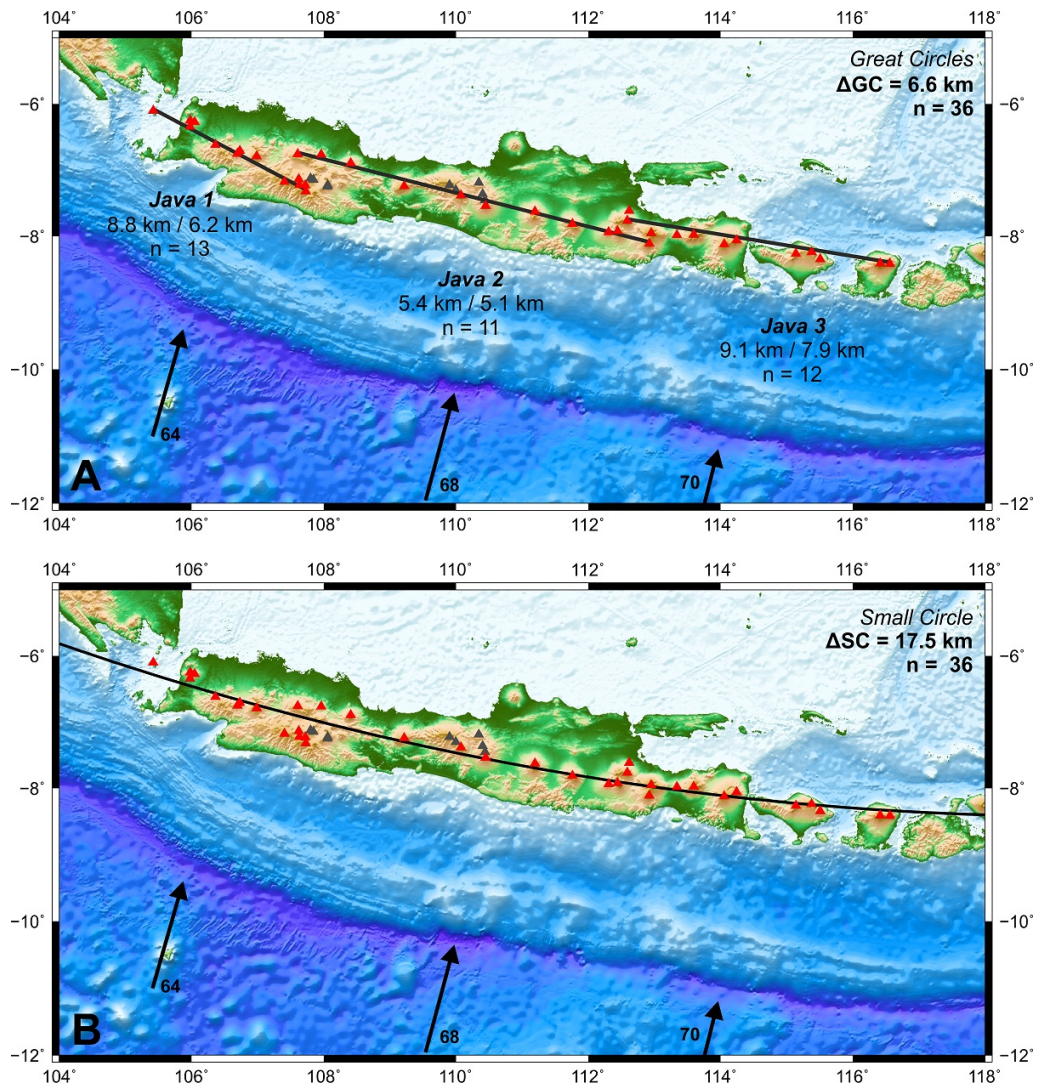 104˚ 106˚ 108˚ 110˚ 112˚ 114˚ 116˚ 118˚
Great Circles
ΔGC = 6.6 km
n = 36
−6˚
−6˚
Java 1
8.8 km / 6.2 km
n = 13
−8˚
−8˚
Java 2
5.4 km / 5.1 km
n = 11
Java 3
9.1 km / 7.9 km
n = 12
−10˚
−10˚
64
68
70
A
−12˚
−12˚
104˚ 106˚ 108˚ 110˚ 112˚ 114˚ 116˚ 118˚
104˚ 106˚ 108˚ 110˚ 112˚ 114˚ 116˚ 118˚
Small Circle
ΔSC = 17.5 km
n = 36
−6˚
−6˚
−8˚
−8˚
−10˚
−10˚
64
68
70
B
−12˚
−12˚
104˚ 106˚ 108˚ 110˚ 112˚ 114˚ 116˚ 118˚